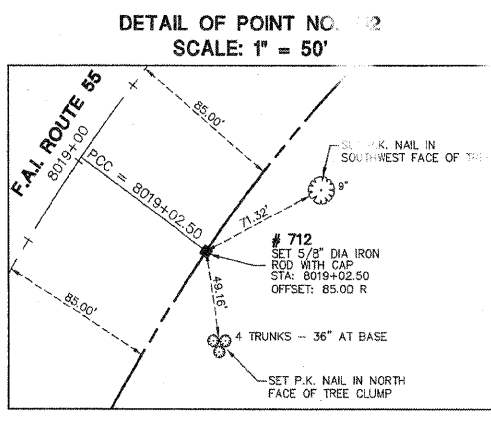 DETAIL OF POINT NO.
SCALE: 1" = 50'
F.A.I. ROUTE 55
8019+00
PCC = 8019+02.50
85.00'
85.00'
71.32'
49.16'
9"
P.K. NAIL IN
SOUTHWEST FACE OF
# 712
SET 5/8" DIA IRON
ROD WITH CAP
STA: 8019+02.50
OFFSET: 85.00 R
4 TRUNKS - 36" AT BASE
SET P.K. NAIL IN NORTH
FACE OF TREE CLUMP